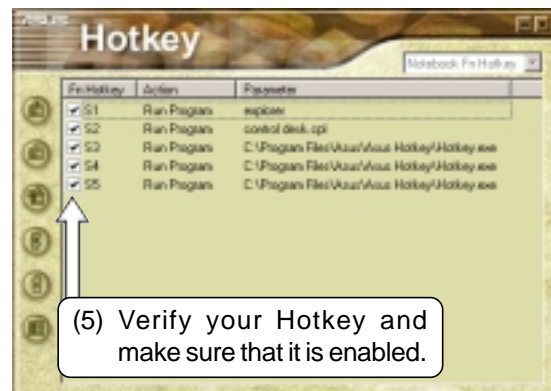 Hotkey
Notebook Fn Hotkey
Fn Hotkey Action Parameter
S1 Run Program explorer
S2 Run Program control desk.cpl
S3 Run Program C:\Program Files\Asus\Asus Hotkey\Hotkey.exe
S4 Run Program C:\Program Files\Asus\Asus Hotkey\Hotkey.exe
S5 Run Program C:\Program Files\Asus\Asus Hotkey\Hotkey.exe
(5) Verify your Hotkey and
make sure that it is enabled.